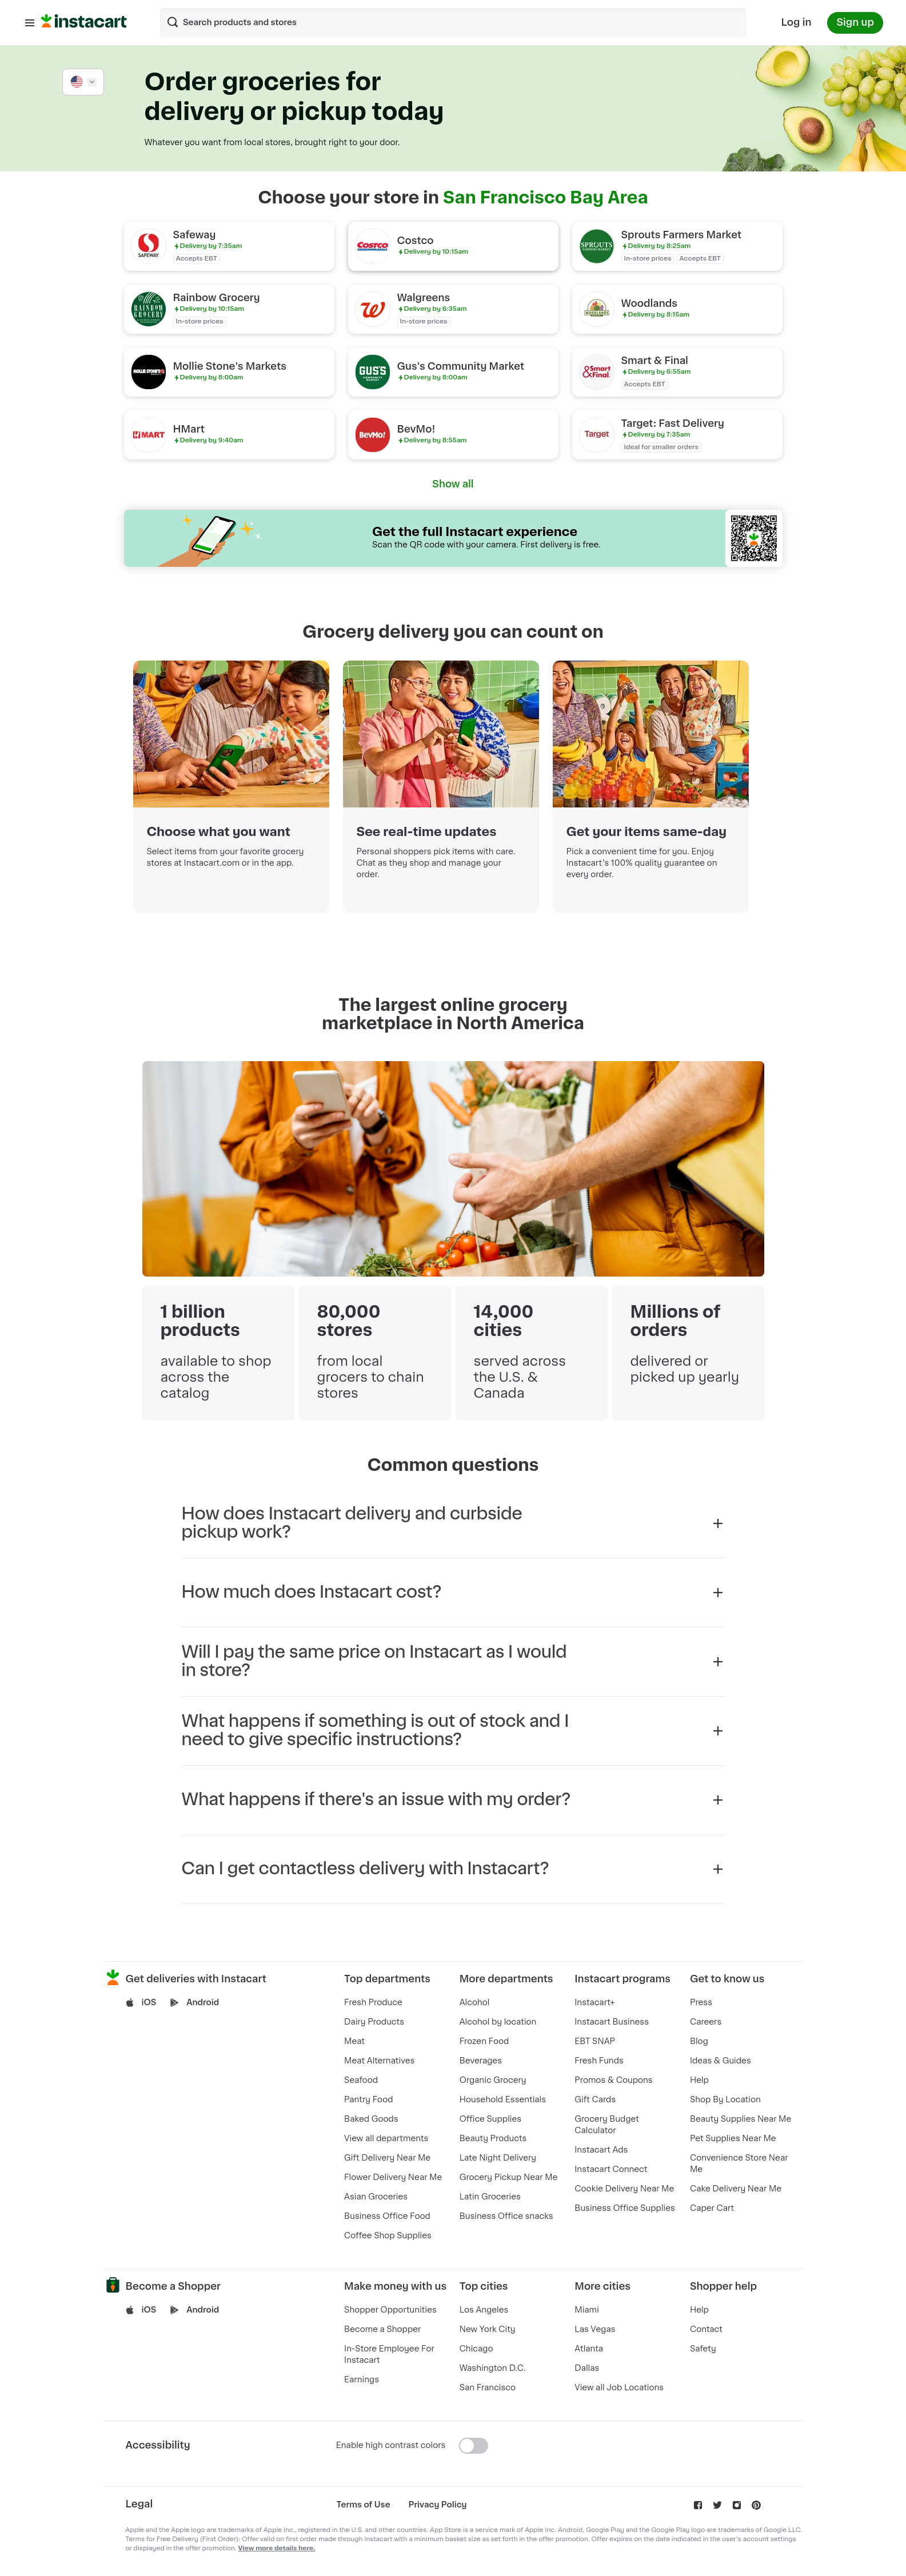 instacart
Search products and stores
Log in
Sign up
Order groceries for
delivery or pickup today
Whatever you want from local stores, brought right to your door.
Choose your store in San Francisco Bay Area
SAFEWAY
Safeway
Delivery by 7:35am
Accepts EBT
COSTCO
Costco
Delivery by 10:15am
SPROUTS
FARMERS MARKET
Sprouts Farmers Market
Delivery by 8:25am
In-store prices
Accepts EBT
RAINBOW
GROCERY
Rainbow Grocery
Delivery by 10:15am
In-store prices
Walgreens
Delivery by 6:35am
In-store prices
WOODLANDS
Woodlands
Delivery by 8:15am
MOLLIE STONE'S
Mollie Stone's Markets
Delivery by 8:00am
GUS'S
COMMUNITY
MARKET
Gus's Community Market
Delivery by 8:00am
Smart
&Final.
Smart & Final
Delivery by 6:55am
Accepts EBT
H MART
HMart
Delivery by 9:40am
BevMo!
BevMo!
Delivery by 8:55am
Target
Target: Fast Delivery
Delivery by 7:35am
Ideal for smaller orders
Show all
Get the full Instacart experience
Scan the QR code with your camera. First delivery is free.
Grocery delivery you can count on
Choose what you want
Select items from your favorite grocery
stores at Instacart.com or in the app.
See real-time updates
Personal shoppers pick items with care.
Chat as they shop and manage your
order.
Get your items same-day
Pick a convenient time for you. Enjoy
Instacart's 100% quality guarantee on
every order.
The largest online grocery
marketplace in North America
1 billion
products
available to shop
across the
catalog
80,000
stores
from local
grocers to chain
stores
14,000
cities
served across
the U.S. &
Canada
Millions of
orders
delivered or
picked up yearly
Common questions
How does Instacart delivery and curbside
pickup work?
How much does Instacart cost?
Will I pay the same price on Instacart as I would
in store?
What happens if something is out of stock and I
need to give specific instructions?
What happens if there's an issue with my order?
Can I get contactless delivery with Instacart?
Get deliveries with Instacart
iOS
Android
Top departments
Fresh Produce
Dairy Products
Meat
Meat Alternatives
Seafood
Pantry Food
Baked Goods
View all departments
Gift Delivery Near Me
Flower Delivery Near Me
Asian Groceries
Business Office Food
Coffee Shop Supplies
More departments
Alcohol
Alcohol by location
Frozen Food
Beverages
Organic Grocery
Household Essentials
Office Supplies
Beauty Products
Late Night Delivery
Grocery Pickup Near Me
Latin Groceries
Business Office snacks
Instacart programs
Instacart+
Instacart Business
EBT SNAP
Fresh Funds
Promos & Coupons
Gift Cards
Grocery Budget
Calculator
Instacart Ads
Instacart Connect
Cookie Delivery Near Me
Business Office Supplies
Get to know us
Press
Careers
Blog
Ideas & Guides
Help
Shop By Location
Beauty Supplies Near Me
Pet Supplies Near Me
Convenience Store Near
Me
Cake Delivery Near Me
Caper Cart
Become a Shopper
iOS
Android
Make money with us
Shopper Opportunities
Become a Shopper
In-Store Employee For
Instacart
Earnings
Top cities
Los Angeles
New York City
Chicago
Washington D.C.
San Francisco
More cities
Miami
Las Vegas
Atlanta
Dallas
View all Job Locations
Shopper help
Help
Contact
Safety
Accessibility
Enable high contrast colors
Legal
Terms of Use
Privacy Policy
Apple and the Apple logo are trademarks of Apple Inc., registered in the U.S. and other countries. App Store is a service mark of Apple Inc. Android, Google Play and the Google Play logo are trademarks of Google LLC.
Terms for Free Delivery (First Order): Offer valid on first order made through Instacart with a minimum basket size as set forth in the offer promotion. Offer expires on the date indicated in the user's account settings
or displayed in the offer promotion. View more details here.